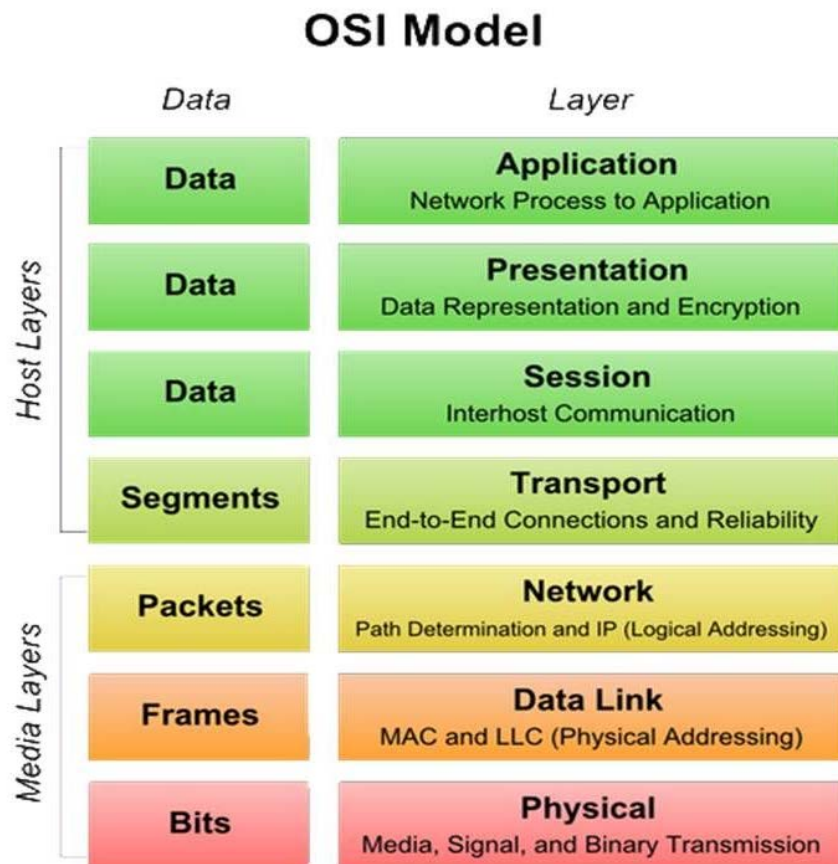 OSI Model
Data
Layer
Host Layers
Data
Application
Network Process to Application
Data
Presentation
Data Representation and Encryption
Data
Session
Interhost Communication
Segments
Transport
End-to-End Connections and Reliability
Media Layers
Packets
Network
Path Determination and IP (Logical Addressing)
Frames
Data Link
MAC and LLC (Physical Addressing)
Bits
Physical
Media, Signal, and Binary Transmission